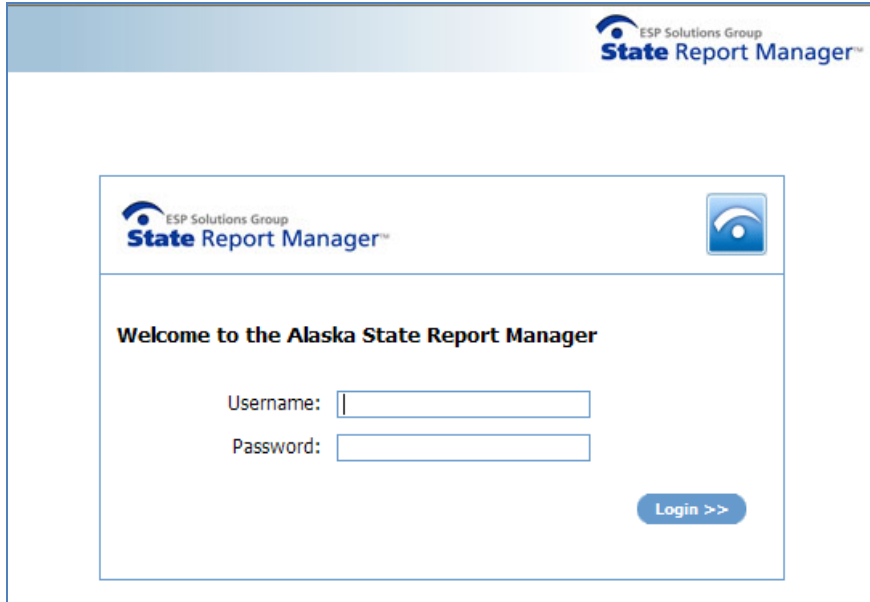 ESP Solutions Group
State Report Manager™
ESP Solutions Group
State Report Manager™
Welcome to the Alaska State Report Manager
Username:
Password:
Login >>